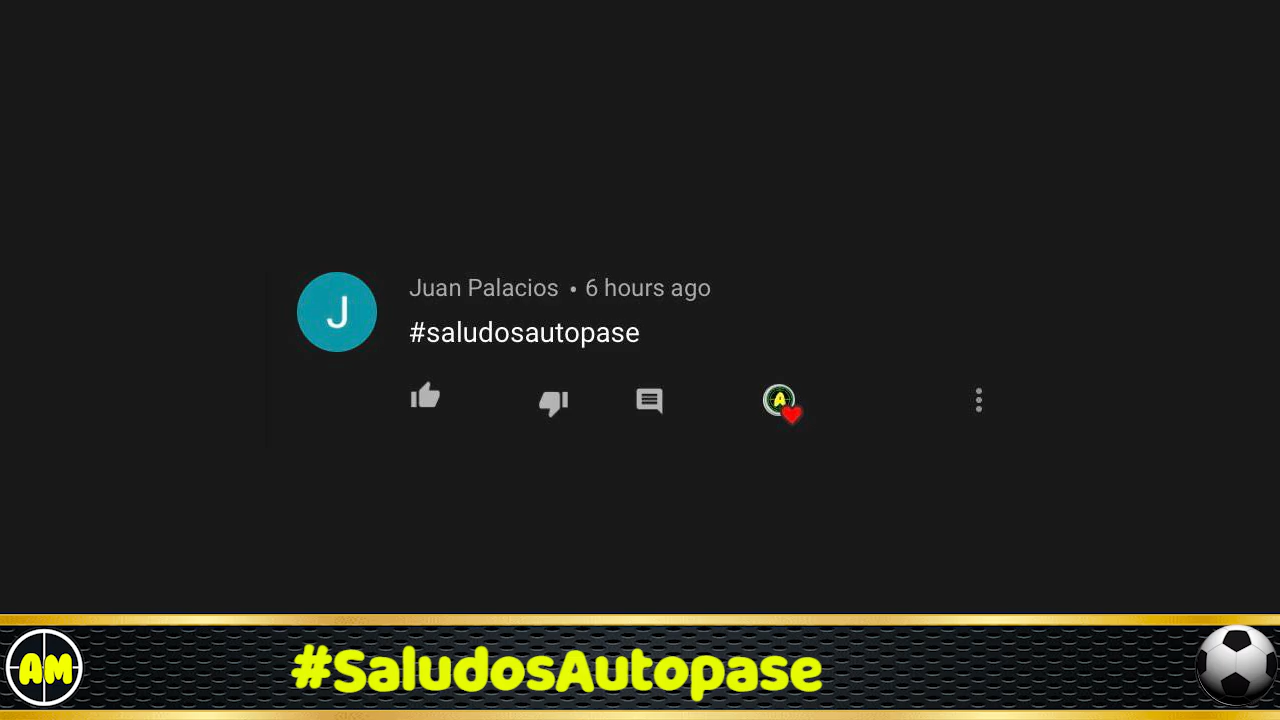 J
Juan Palacios • 6 hours ago
#saludosautopase
A
AM
#SaludosAutopase